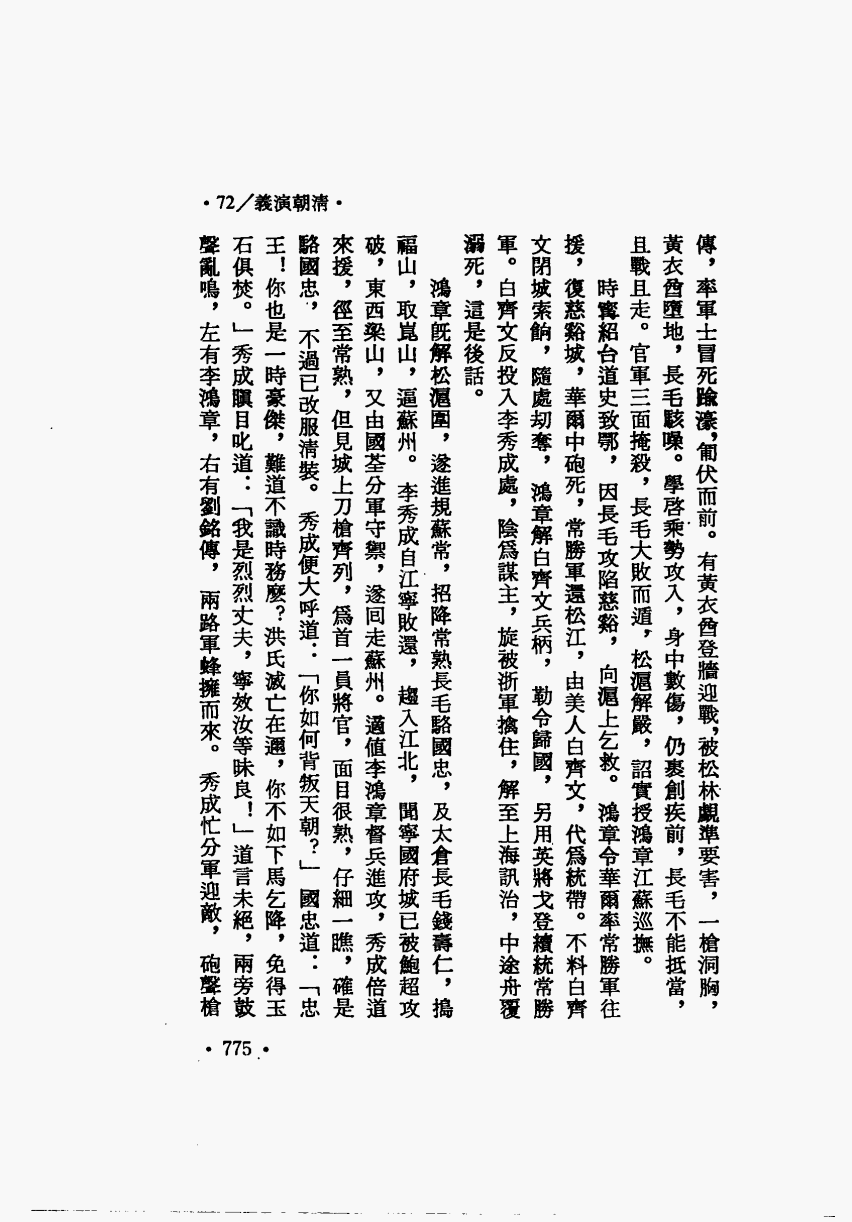 •72／義演朝清•
傳，率軍士冒死踰濠，匍伏而前。有黃衣酋登牆迎戰，被松林覷準要害，一槍洞胸，
黃衣酋墮地，長毛駭噪。學啓乘勢攻入，身中數傷，仍裹創疾前，長毛不能抵當，
且戰且走。官軍三面掩殺，長毛大敗而遁，松滬解嚴，詔實授鴻章江蘇巡撫。
時寗紹台道史致鄂，因長毛攻陷慈谿，向滬上乞救。鴻章令華爾率常勝軍往
援，復慈谿城，華爾中砲死，常勝軍還松江，由美人白齊文，代爲統帶。不料白齊
文閉城索餉，隨處刧奪，鴻章解白齊文兵柄，勒令歸國，另用英將戈登續統常勝
軍。白齊文反投入李秀成處，陰爲謀主，旋被浙軍擒住，解至上海訊治，中途舟覆
溺死，這是後話。
鴻章旣解松滬圍，遂進規蘇常，招降常熟長毛駱國忠，及太倉長毛錢壽仁，搗
福山，取崑山，逼蘇州。李秀成自江寧敗還，趨入江北，聞寧國府城已被鮑超攻
破，東西梁山，又由國荃分軍守禦，遂囘走蘇州。適值李鴻章督兵進攻，秀成倍道
來援，徑至常熟，但見城上刀槍齊列，爲首一員將官，面目很熟，仔細一瞧，確是
駱國忠，不過已改服清裝。秀成便大呼道：「你如何背叛天朝？」國忠道：「忠
王！你也是一時豪傑，難道不識時務麼？洪氏滅亡在邇，你不如下馬乞降，免得玉
石俱焚。」秀成瞋目叱道：「我是烈烈丈夫，寧效汝等昧良！」道言未絕，兩旁鼓
聲亂鳴，左有李鴻章，右有劉銘傳，兩路軍蜂擁而來。秀成忙分軍迎敵，砲聲槍
•775•